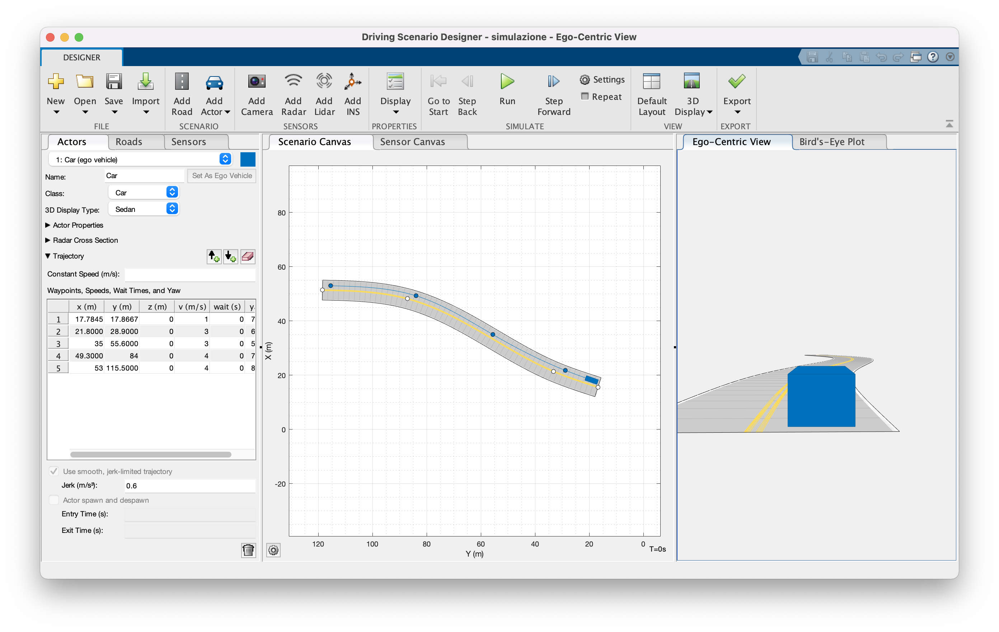 Driving Scenario Designer - simulazione - Ego-Centric View
DESIGNER
New
Open
Save
Import
Add Road
Add Actor
Add Camera
Add Radar
Add Lidar
Add INS
Display
Go to Start
Step Back
Run
Step Forward
Settings
Repeat
Default Layout
3D Display
Export
FILE
SCENARIO
SENSORS
PROPERTIES
SIMULATE
VIEW
EXPORT
Actors
Roads
Sensors
1: Car (ego vehicle)
Name:
Car
Set As Ego Vehicle
Class:
Car
3D Display Type:
Sedan
Actor Properties
Radar Cross Section
Trajectory
Constant Speed (m/s):
Waypoints, Speeds, Wait Times, and Yaw
x (m) y (m) z (m) v (m/s) wait (s) y
1 17.7845 17.8667 0 1 0 7
2 21.8000 28.9000 0 3 0 6
3 35 55.6000 0 3 0 5
4 49.3000 84 0 4 0 7
5 53 115.5000 0 4 0 8
Use smooth, jerk-limited trajectory
Jerk (m/s³):
0.6
Actor spawn and despawn
Entry Time (s):
Exit Time (s):
Scenario Canvas
Sensor Canvas
80
60
40
20
0
-20
X (m)
120 100 80 60 40 20 0
Y (m)
T=0s
Ego-Centric View
Bird's-Eye Plot